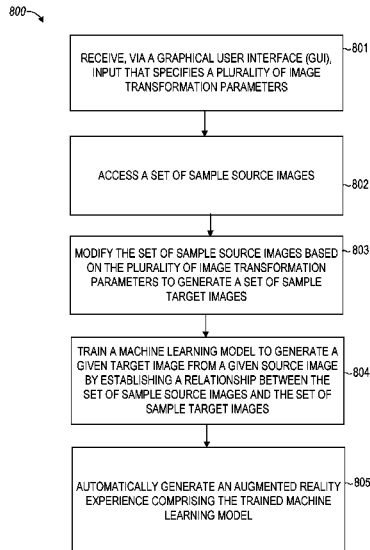 800
RECEIVE, VIA A GRAPHICAL USER INTERFACE (GUI),
INPUT THAT SPECIFIES A PLURALITY OF IMAGE
TRANSFORMATION PARAMETERS
801
ACCESS A SET OF SAMPLE SOURCE IMAGES
802
MODIFY THE SET OF SAMPLE SOURCE IMAGES BASED
ON THE PLURALITY OF IMAGE TRANSFORMATION
PARAMETERS TO GENERATE A SET OF SAMPLE
TARGET IMAGES
803
TRAIN A MACHINE LEARNING MODEL TO GENERATE A
GIVEN TARGET IMAGE FROM A GIVEN SOURCE IMAGE
BY ESTABLISHING A RELATIONSHIP BETWEEN THE
SET OF SAMPLE SOURCE IMAGES AND THE SET OF
SAMPLE TARGET IMAGES
804
AUTOMATICALLY GENERATE AN AUGMENTED REALITY
EXPERIENCE COMPRISING THE TRAINED MACHINE
LEARNING MODEL
805